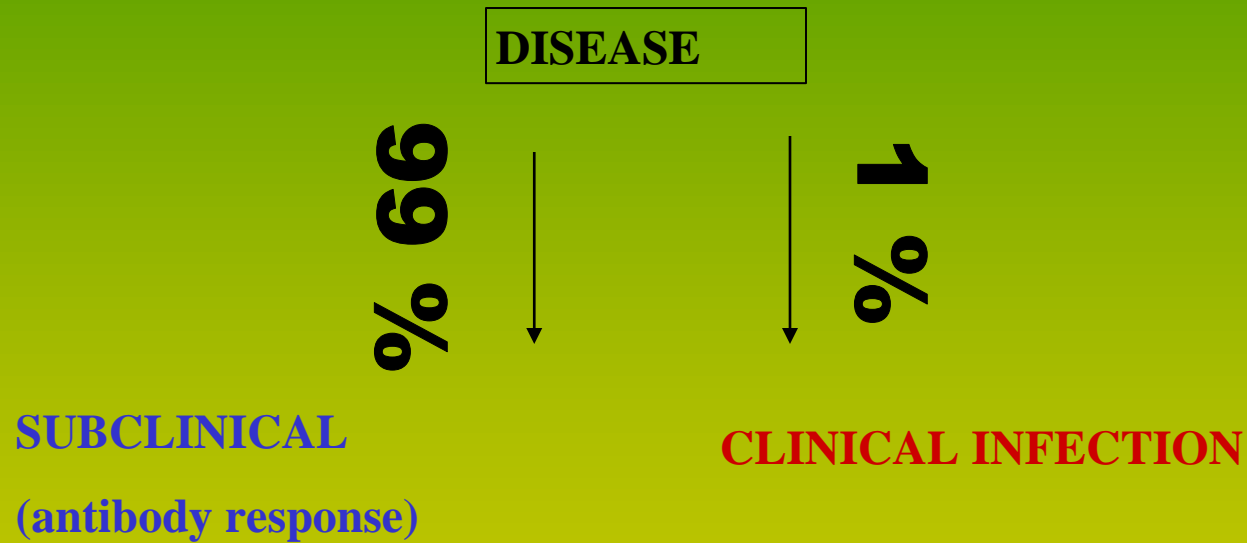 DISEASE
99 %
1 %
SUBCLINICAL
CLINICAL INFECTION
(antibody response)